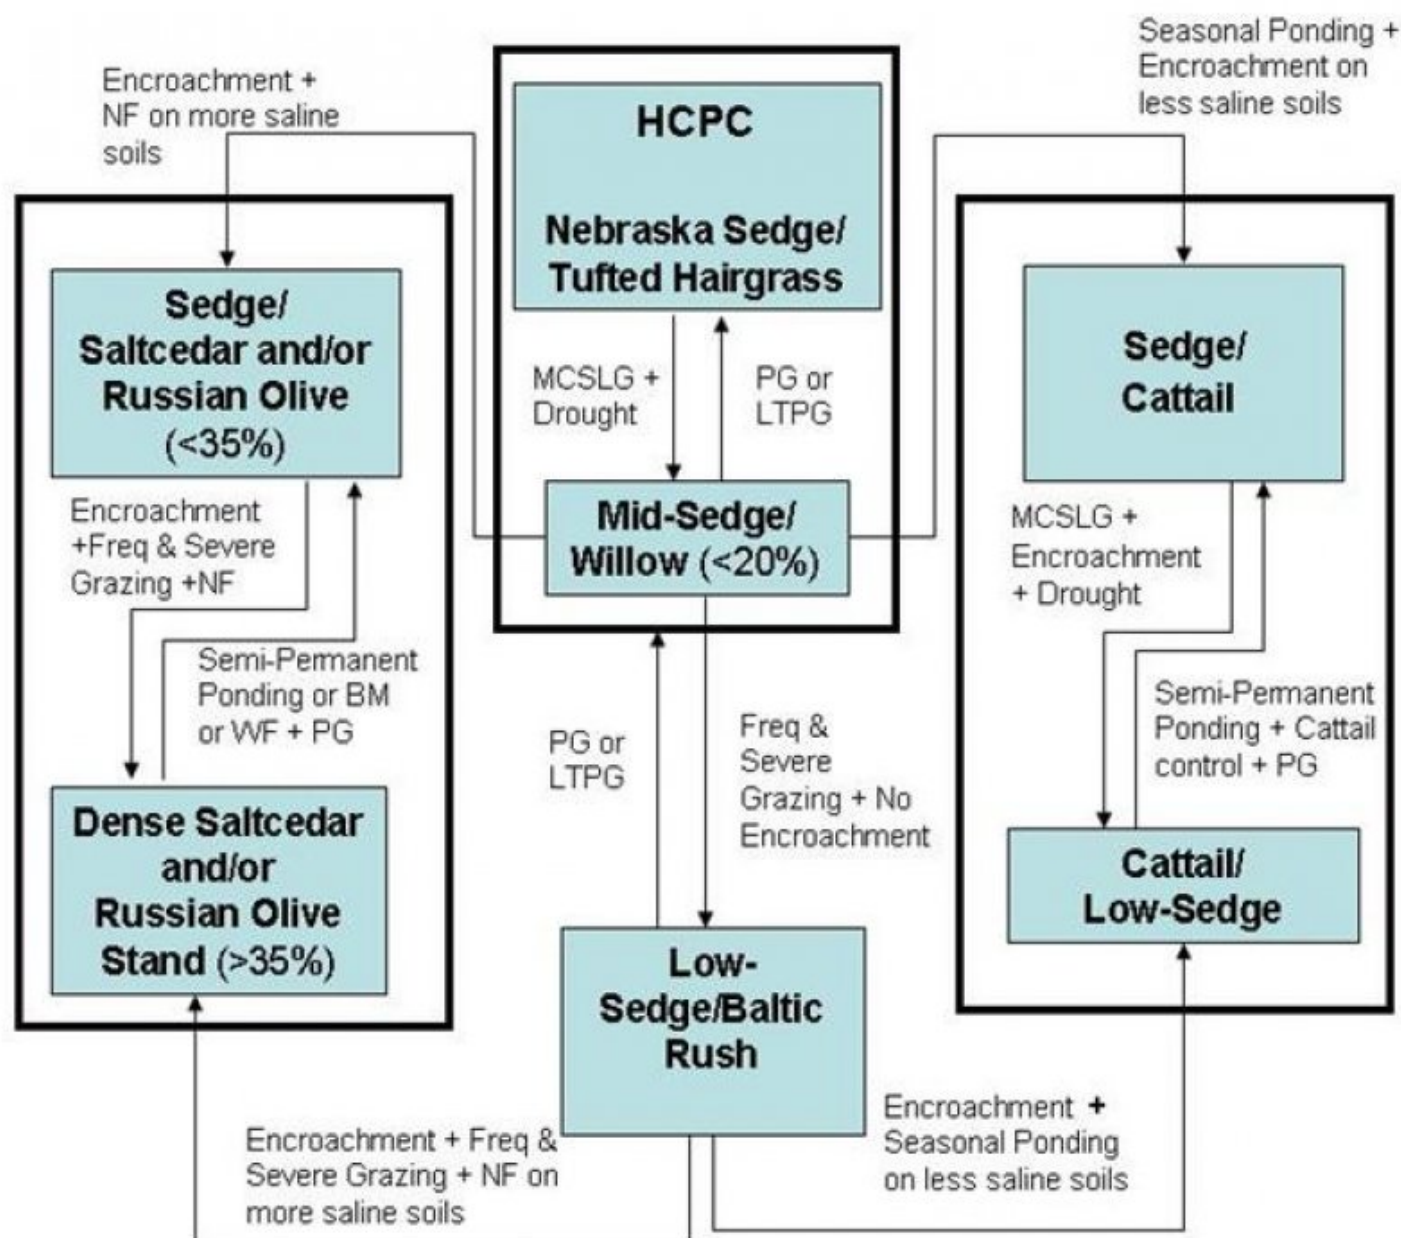 Encroachment +
NF on more saline
soils
Seasonal Ponding +
Encroachment on
less saline soils
HCPC
Nebraska Sedge/
Tufted Hairgrass
Sedge/
Saltcedar and/or
Russian Olive
(<35%)
MCSLG +
Drought
PG or
LTPG
Sedge/
Cattail
Mid-Sedge/
Willow (<20%)
Encroachment
+Freq & Severe
Grazing +NF
MCSLG +
Encroachment
+ Drought
Semi-Permanent
Ponding or BM
or WF + PG
PG or
LTPG
Freq &
Severe
Grazing + No
Encroachment
Semi-Permanent
Ponding + Cattail
control + PG
Dense Saltcedar
and/or
Russian Olive
Stand (>35%)
Cattail/
Low-Sedge
Low-
Sedge/Baltic
Rush
Encroachment + Freq &
Severe Grazing + NF on
more saline soils
Encroachment +
Seasonal Ponding
on less saline soils